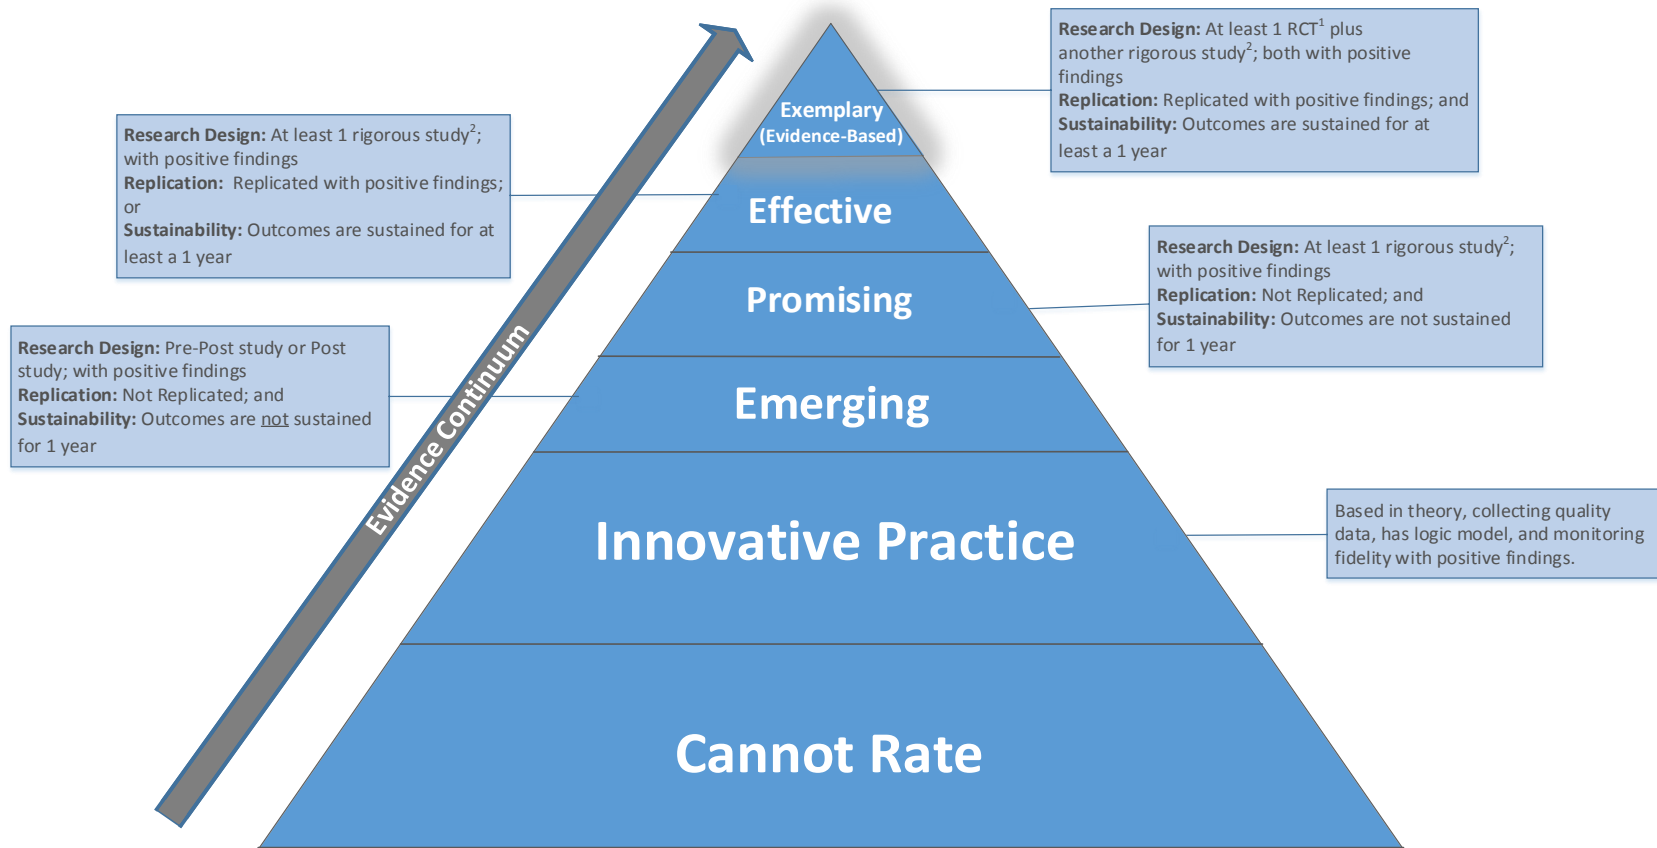 Research Design: At least 1 RCT¹ plus
another rigorous study²; both with positive
findings
Replication: Replicated with positive findings; and
Sustainability: Outcomes are sustained for at
least a 1 year
Exemplary
(Evidence-Based)
Research Design: At least 1 rigorous study²;
with positive findings
Replication: Replicated with positive findings;
or
Sustainability: Outcomes are sustained for at
least a 1 year
Effective
Research Design: At least 1 rigorous study²;
with positive findings
Replication: Not Replicated; and
Sustainability: Outcomes are not sustained
for 1 year
Promising
Research Design: Pre-Post study or Post
study; with positive findings
Replication: Not Replicated; and
Sustainability: Outcomes are not sustained
for 1 year
Emerging
Evidence Continuum
Innovative Practice
Based in theory, collecting quality
data, has logic model, and monitoring
fidelity with positive findings.
Cannot Rate